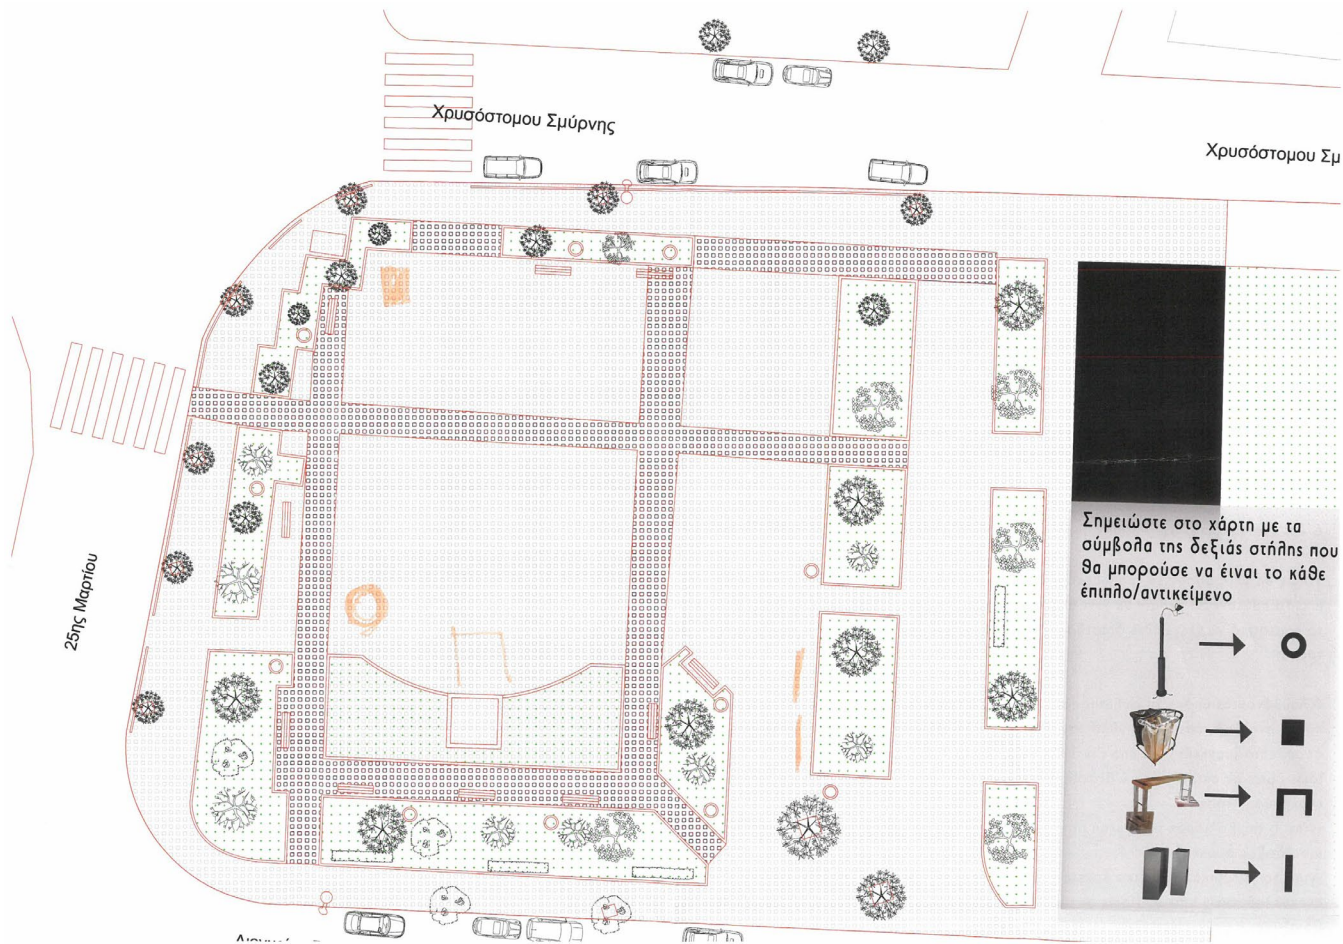 Χρυσόστομου Σμύρνης
Χρυσόστομου Σμ
25ης Μαρτίου
Σημειώστε στο χάρτη με τα
σύμβολα της δεξιάς στήλης που
θα μπορούσε να έιναι το κάθε
έπιπλο/αντικείμενο